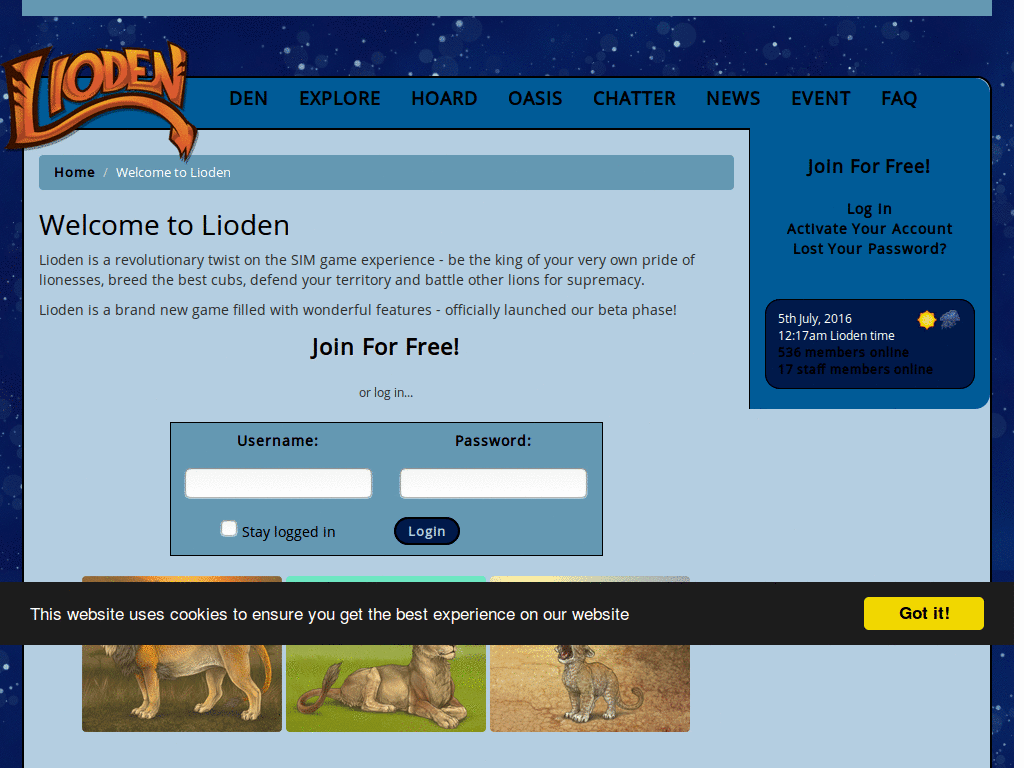 LIODEN
DEN EXPLORE HOARD OASIS CHATTER NEWS EVENT FAQ
Home / Welcome to Lioden
Welcome to Lioden
Lioden is a revolutionary twist on the SIM game experience - be the king of your very own pride of
lionesses, breed the best cubs, defend your territory and battle other lions for supremacy.
Lioden is a brand new game filled with wonderful features - officially launched our beta phase!
Join For Free!
or log in...
Username: Password:
Stay logged in Login
Join For Free!
Log In
Activate Your Account
Lost Your Password?
5th July, 2016
12:17am Lioden time
536 members online
17 staff members online
This website uses cookies to ensure you get the best experience on our website Got it!